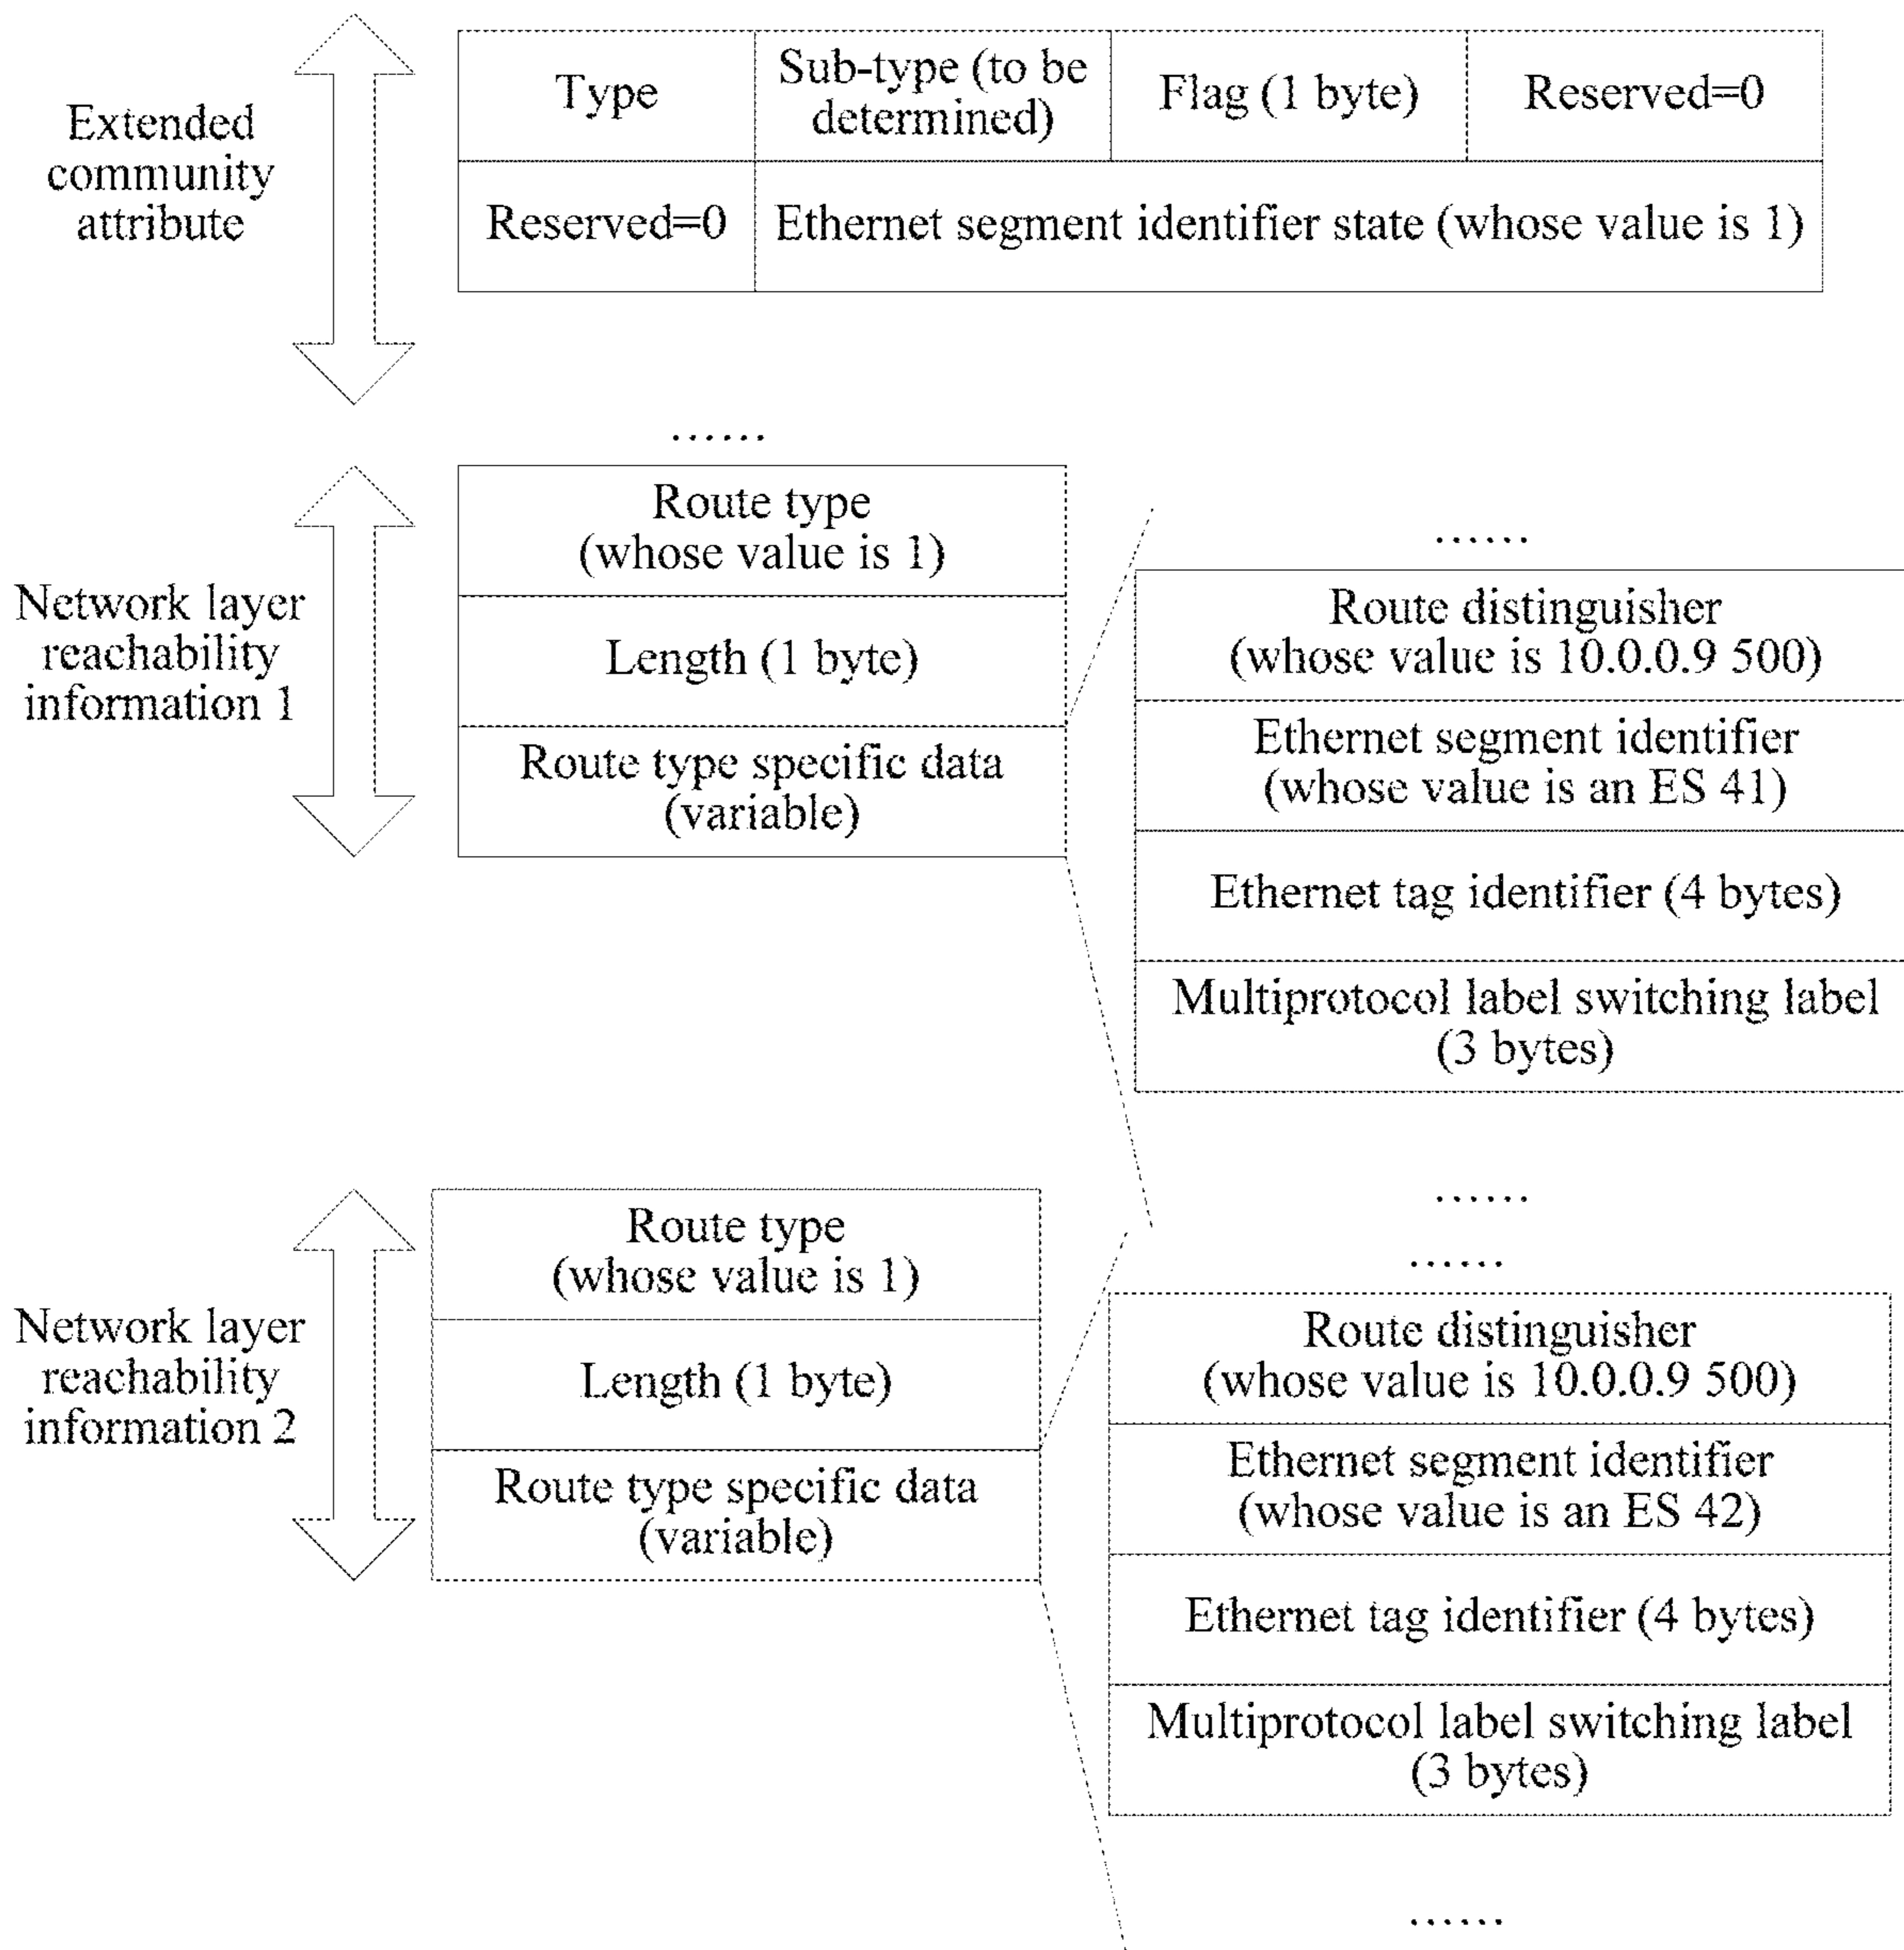 Extended
community
attribute
Type
Sub-type (to be
determined)
Flag (1 byte)
Reserved=0
Reserved=0
Ethernet segment identifier state (whose value is 1)
......
Network layer
reachability
information 1
Route type
(whose value is 1)
Length (1 byte)
Route type specific data
(variable)
......
Route distinguisher
(whose value is 10.0.0.9 500)
Ethernet segment identifier
(whose value is an ES 41)
Ethernet tag identifier (4 bytes)
Multiprotocol label switching label
(3 bytes)
......
Network layer
reachability
information 2
Route type
(whose value is 1)
Length (1 byte)
Route type specific data
(variable)
......
Route distinguisher
(whose value is 10.0.0.9 500)
Ethernet segment identifier
(whose value is an ES 42)
Ethernet tag identifier (4 bytes)
Multiprotocol label switching label
(3 bytes)
......